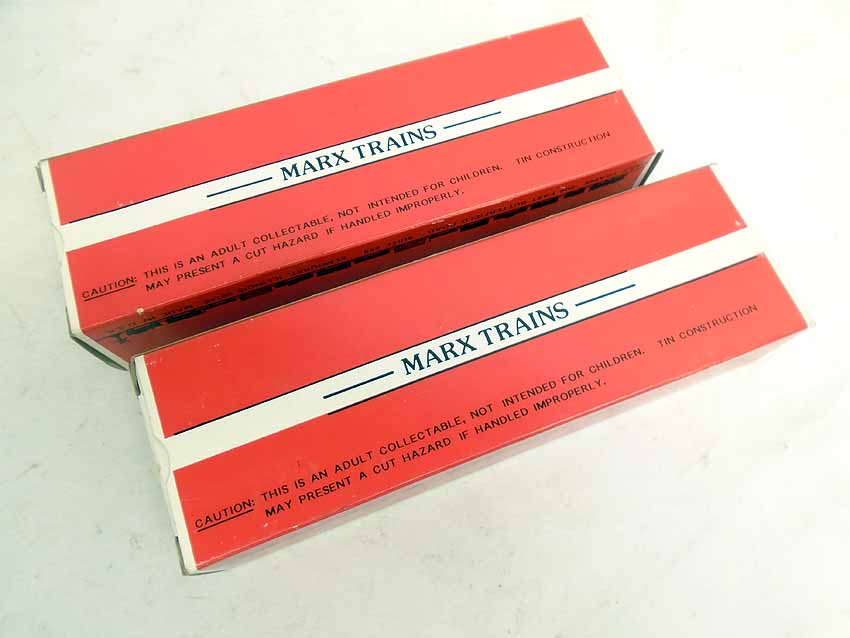 MARX TRAINS
CAUTION: THIS IS AN ADULT COLLECTABLE, NOT INTENDED FOR CHILDREN. TIN CONSTRUCTION
MAY PRESENT A CUT HAZARD IF HANDLED IMPROPERLY.
MARX TRAINS
CAUTION: THIS IS AN ADULT COLLECTABLE, NOT INTENDED FOR CHILDREN. TIN CONSTRUCTION
MAY PRESENT A CUT HAZARD IF HANDLED IMPROPERLY.